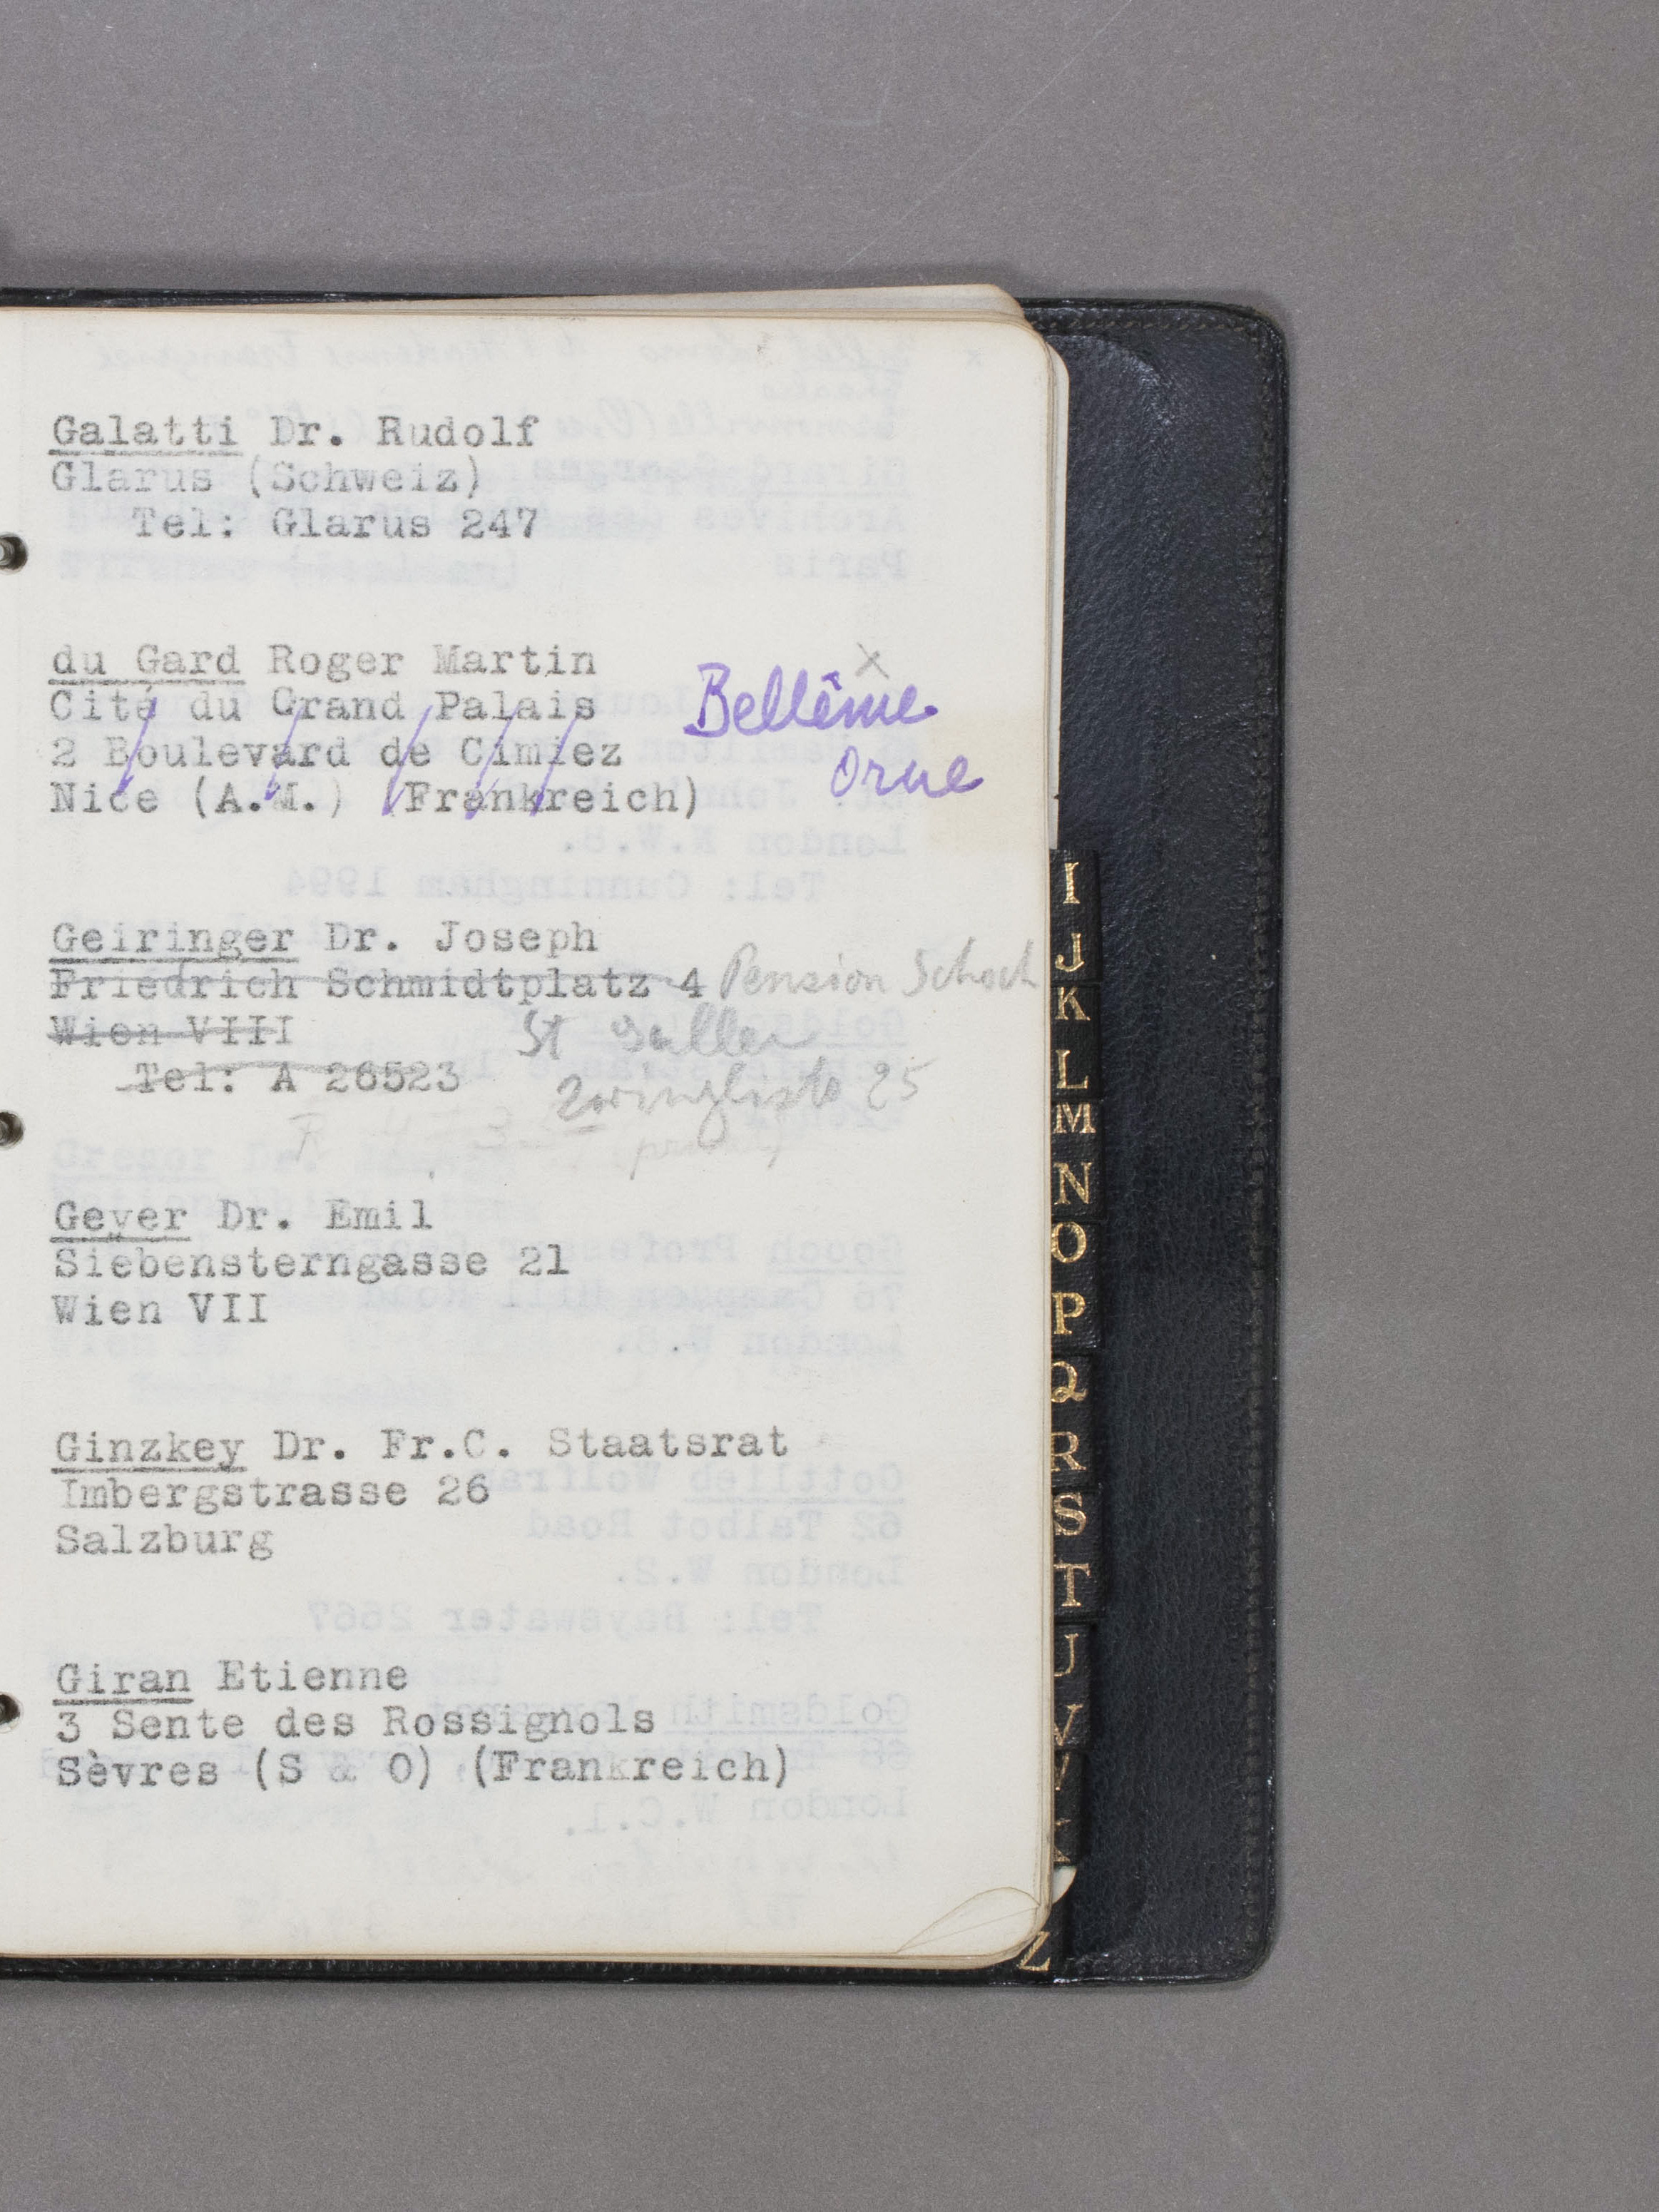 Galatti Dr. Rudolf
Glarus (Schweiz)
Tel: Glarus 247
du Gard Roger Martin x
Cité du Grand Palais Bellême
2 Boulevard de Cimiez Orne
Nice (A.M.) (Frankreich)
Geiringer Dr. Joseph
Friedrich Schmidtplatz 4 Pension Schoch
Wien VIII St Gallen
Tel: A 26523 Zwinglistr 25
(privat)
Geyer Dr. Emil
Siebensterngasse 21
Wien VII
Ginzkey Dr. Fr.C. Staatsrat
Imbergstrasse 26
Salzburg
Giran Etienne
3 Sente des Rossignols
Sèvres (S & O) (Frankreich)
I
J
K
L
M
N
O
P
Q
R
S
T
U
V
W
X
Z